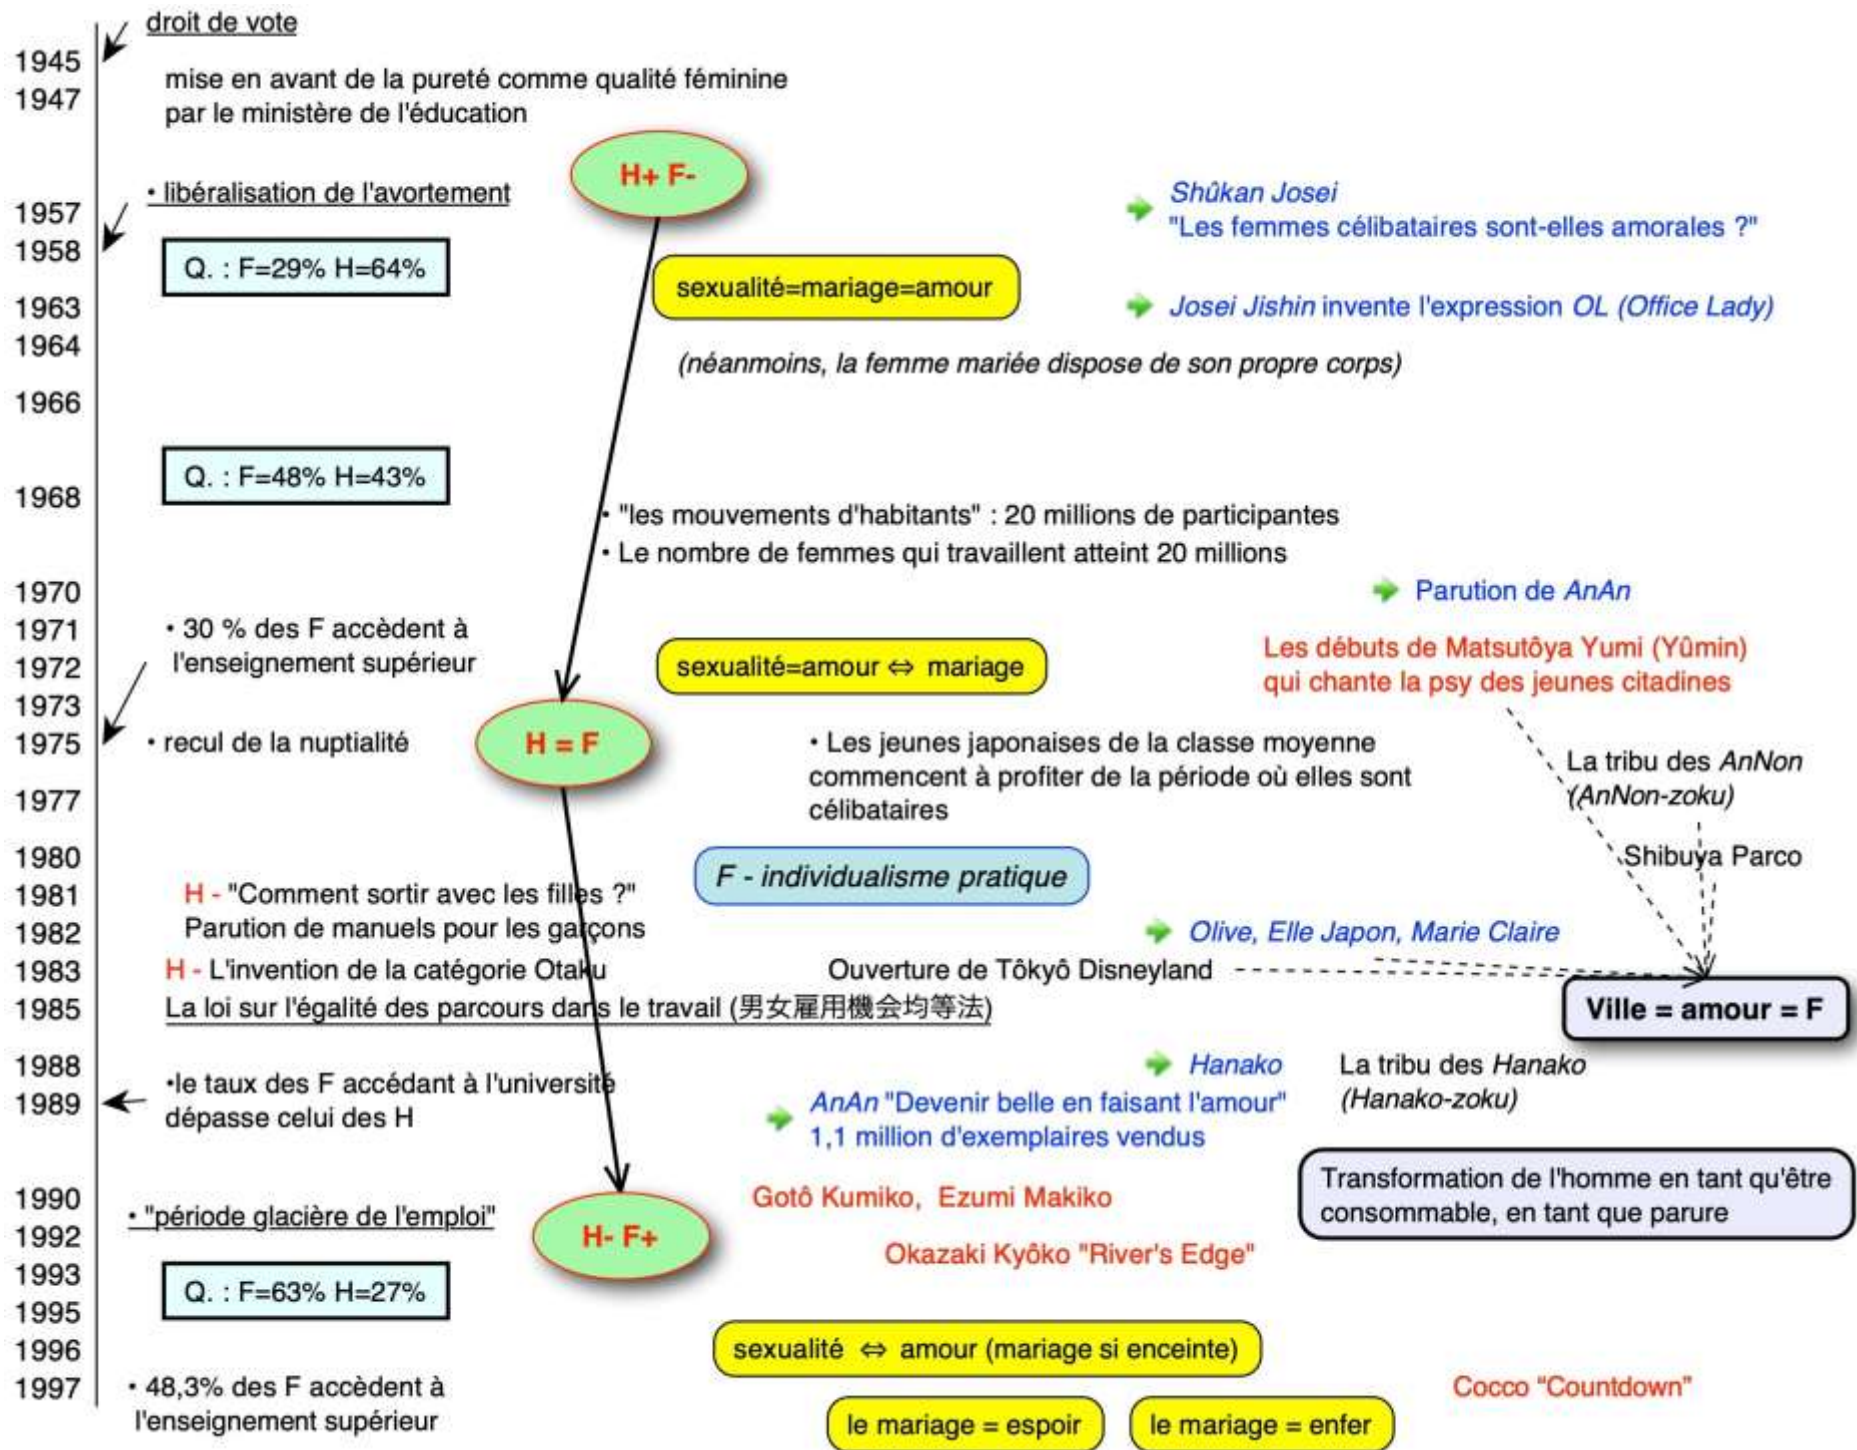 droit de vote
1945
mise en avant de la pureté comme qualité féminine
1947
par le ministère de l'éducation
H+ F-
• libéralisation de l'avortement
Shûkan Josei
1957
"Les femmes célibataires sont-elles amorales ?"
1958
Q. : F=29% H=64%
sexualité=mariage=amour
1963
Josei Jishin invente l'expression OL (Office Lady)
1964
(néanmoins, la femme mariée dispose de son propre corps)
1966
Q. : F=48% H=43%
1968
• "les mouvements d'habitants" : 20 millions de participantes
• Le nombre de femmes qui travaillent atteint 20 millions
1970
Parution de AnAn
1971
• 30 % des F accèdent à
l'enseignement supérieur
Les débuts de Matsutôya Yumi (Yûmin)
qui chante la psy des jeunes citadines
1972
sexualité=amour ⇔ mariage
1973
1975
• recul de la nuptialité
H = F
• Les jeunes japonaises de la classe moyenne
commencent à profiter de la période où elles sont
célibataires
La tribu des AnNon
(AnNon-zoku)
1977
1980
Shibuya Parco
F - individualisme pratique
1981
H - "Comment sortir avec les filles ?"
Parution de manuels pour les garçons
1982
Olive, Elle Japon, Marie Claire
1983
H - L'invention de la catégorie Otaku
Ouverture de Tôkyô Disneyland
1985
La loi sur l'égalité des parcours dans le travail (男女雇用機会均等法)
Ville = amour = F
1988
Hanako
La tribu des Hanako
(Hanako-zoku)
•le taux des F accédant à l'université
dépasse celui des H
1989
AnAn "Devenir belle en faisant l'amour"
1,1 million d'exemplaires vendus
Transformation de l'homme en tant qu'être
consommable, en tant que parure
1990
Gotô Kumiko, Ezumi Makiko
• "période glacière de l'emploi"
1992
H- F+
Okazaki Kyôko "River's Edge"
1993
Q. : F=63% H=27%
1995
1996
sexualité ⇔ amour (mariage si enceinte)
1997
• 48,3% des F accèdent à
l'enseignement supérieur
Cocco “Countdown”
le mariage = espoir
le mariage = enfer